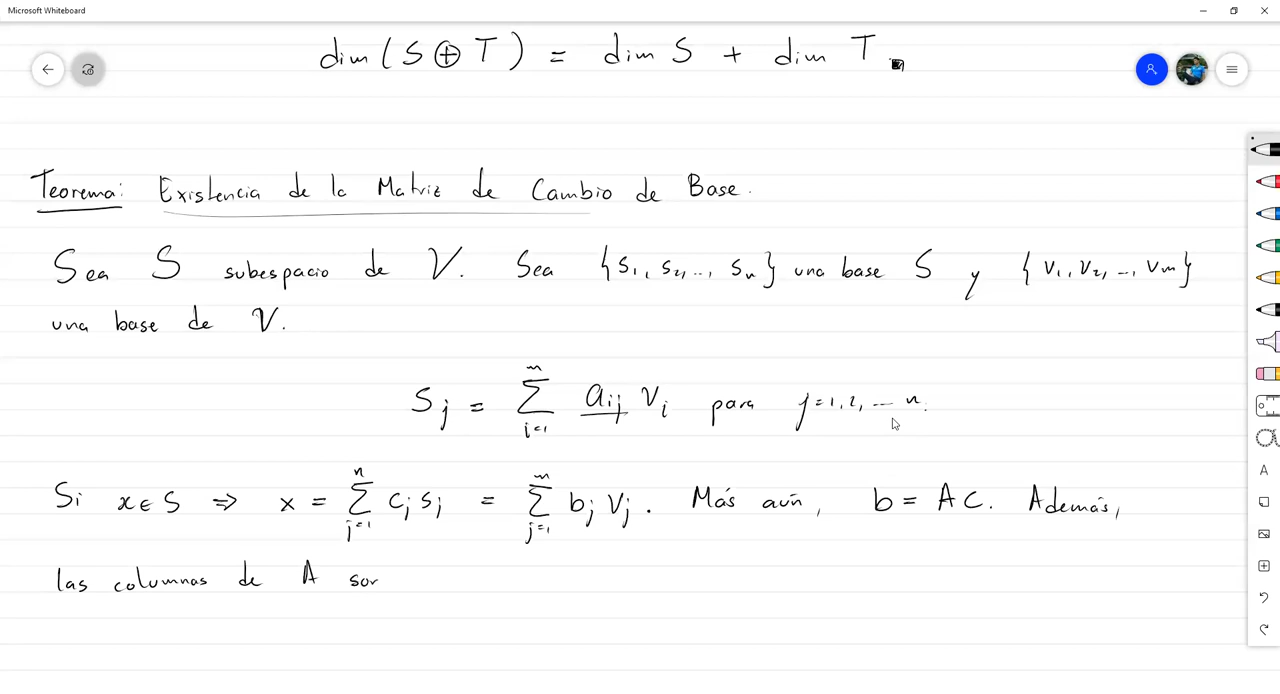 Microsoft Whiteboard
dim (S ⊕ T) = dim S + dim T
Teorema: Existencia de la Matriz de Cambio de Base.
Sea S subespacio de V. Sea {s₁, s₂, ..., sₙ} una base S y {v₁, v₂, ..., vₘ}
una base de V.
Sⱼ = ∑ᵢ₌₁ᵐ aᵢⱼ vᵢ para j=1,2, ... n.
Si x ∈ S ⇒ x = ∑ⱼ₌₁ⁿ cⱼ sⱼ = ∑ⱼ₌₁ᵐ bⱼ vⱼ. Más aún, b = A C. Además,
las columnas de A son
A